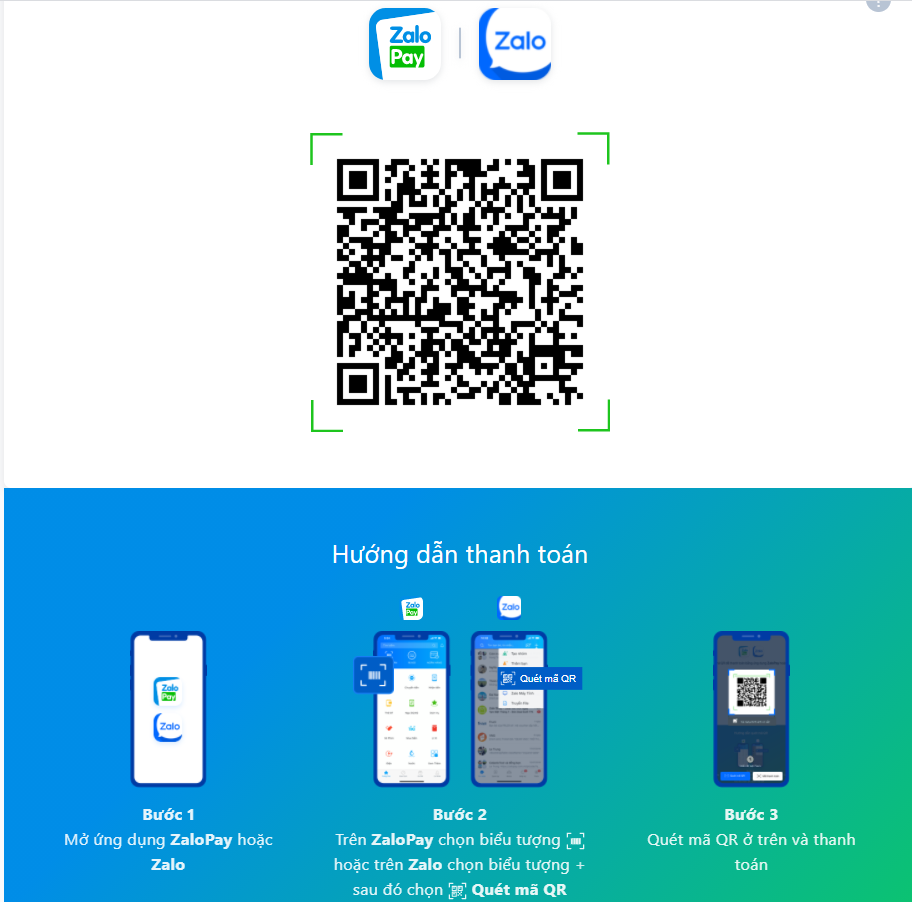 Zalo
Pay
Zalo
Hướng dẫn thanh toán
Zalo
Pay
Zalo
Quét mã QR
Zalo
Pay
Zalo
Bước 1
Mở ứng dụng ZaloPay hoặc
Zalo
Bước 2
Trên ZaloPay chọn biểu tượng
hoặc trên Zalo chọn biểu tượng +
sau đó chọn Quét mã QR
Bước 3
Quét mã QR ở trên và thanh
toán